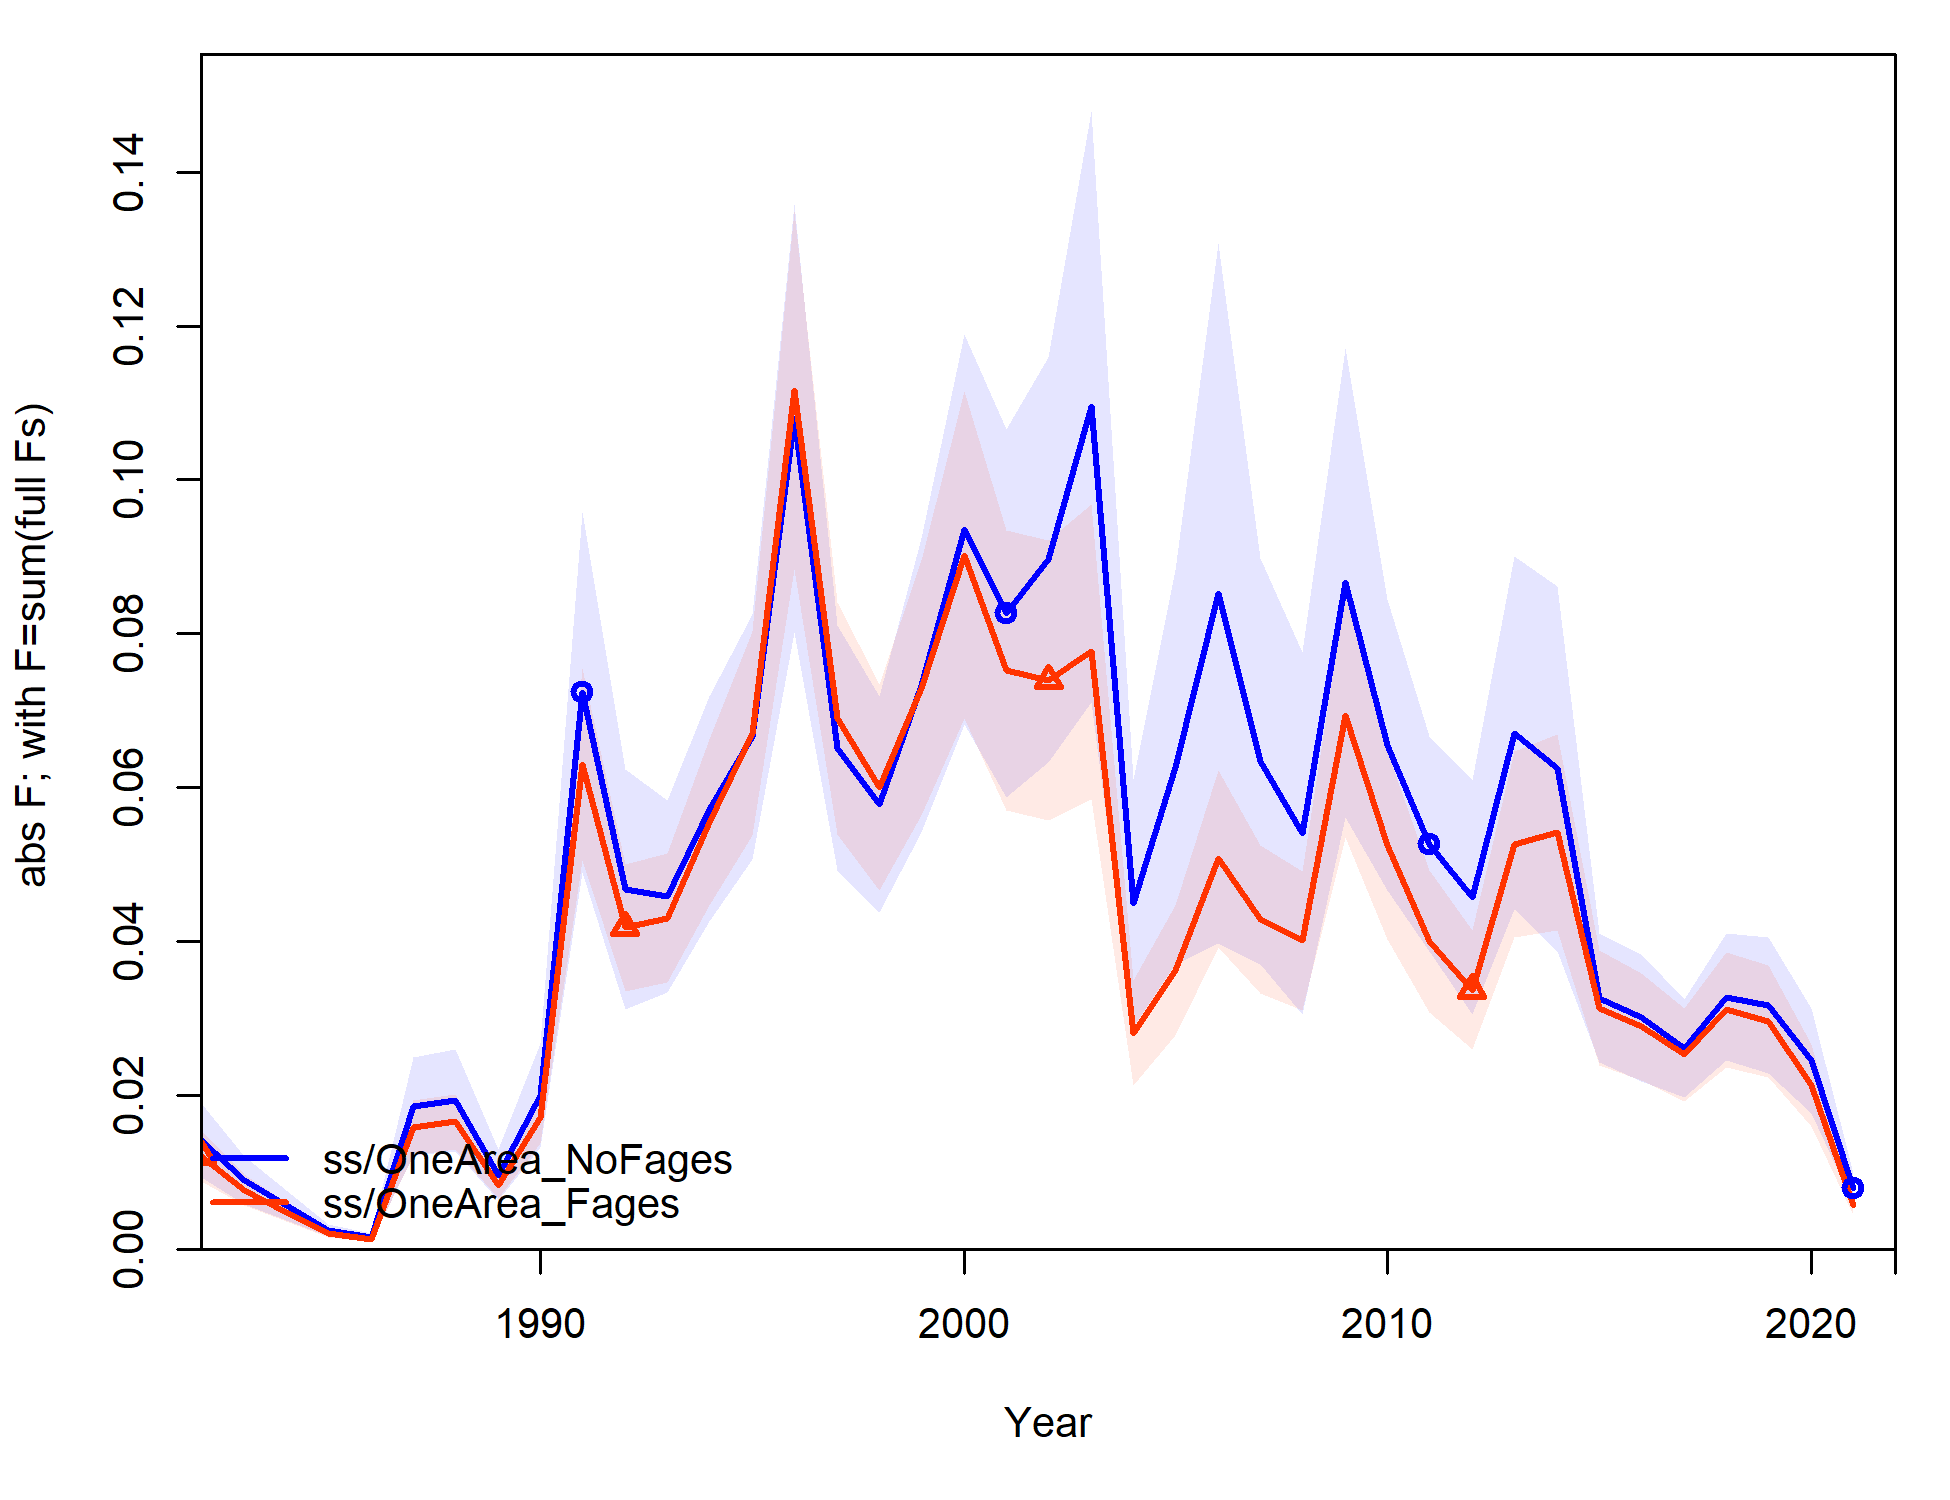 abs F; with F=sum(full Fs)
0.14
0.12
0.10
0.08
0.06
0.04
0.02
0.00
ss/OneArea_NoFages
ss/OneArea_Fages
1990 2000 2010 2020
Year